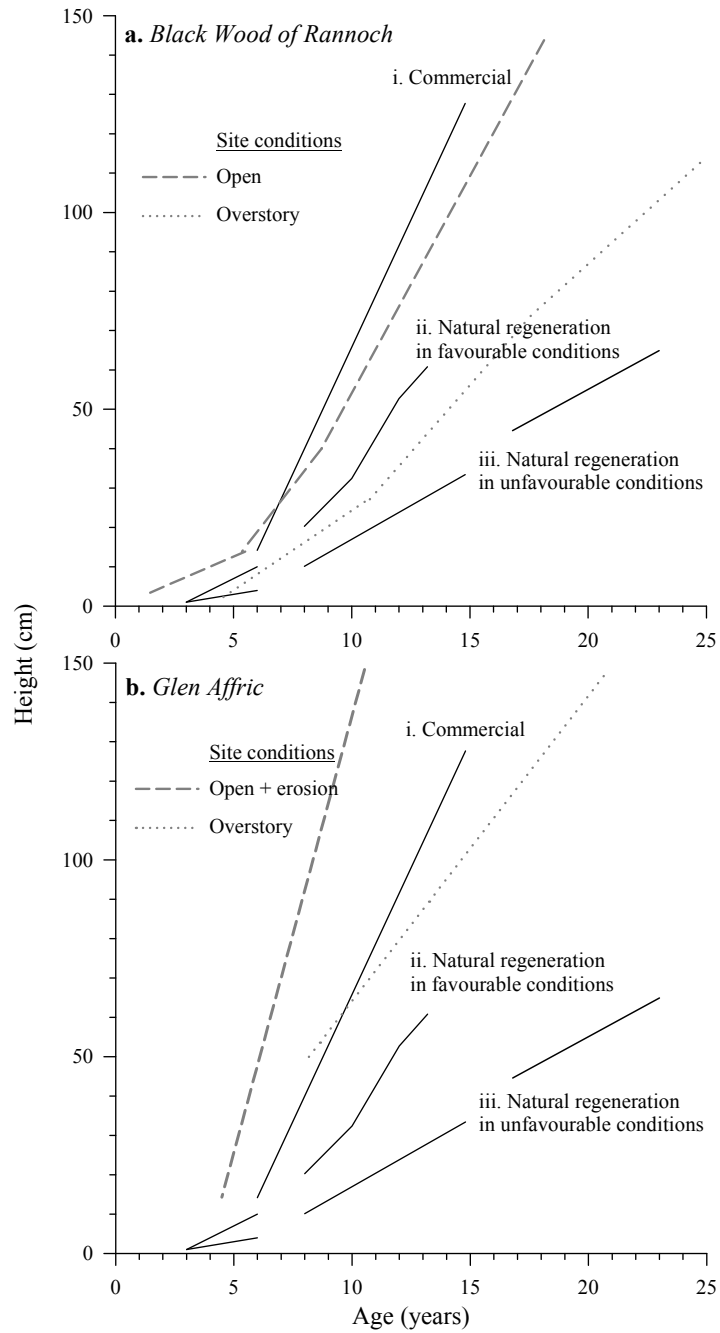 150
a. Black Wood of Rannoch
i. Commercial
Site conditions
Open
Overstory
100
ii. Natural regeneration
in favourable conditions
50
iii. Natural regeneration
in unfavourable conditions
0
0 5 10 15 20 25
Height (cm)
150
b. Glen Affric
i. Commercial
Site conditions
Open + erosion
Overstory
100
ii. Natural regeneration
in favourable conditions
50
iii. Natural regeneration
in unfavourable conditions
0
0 5 10 15 20 25
Age (years)